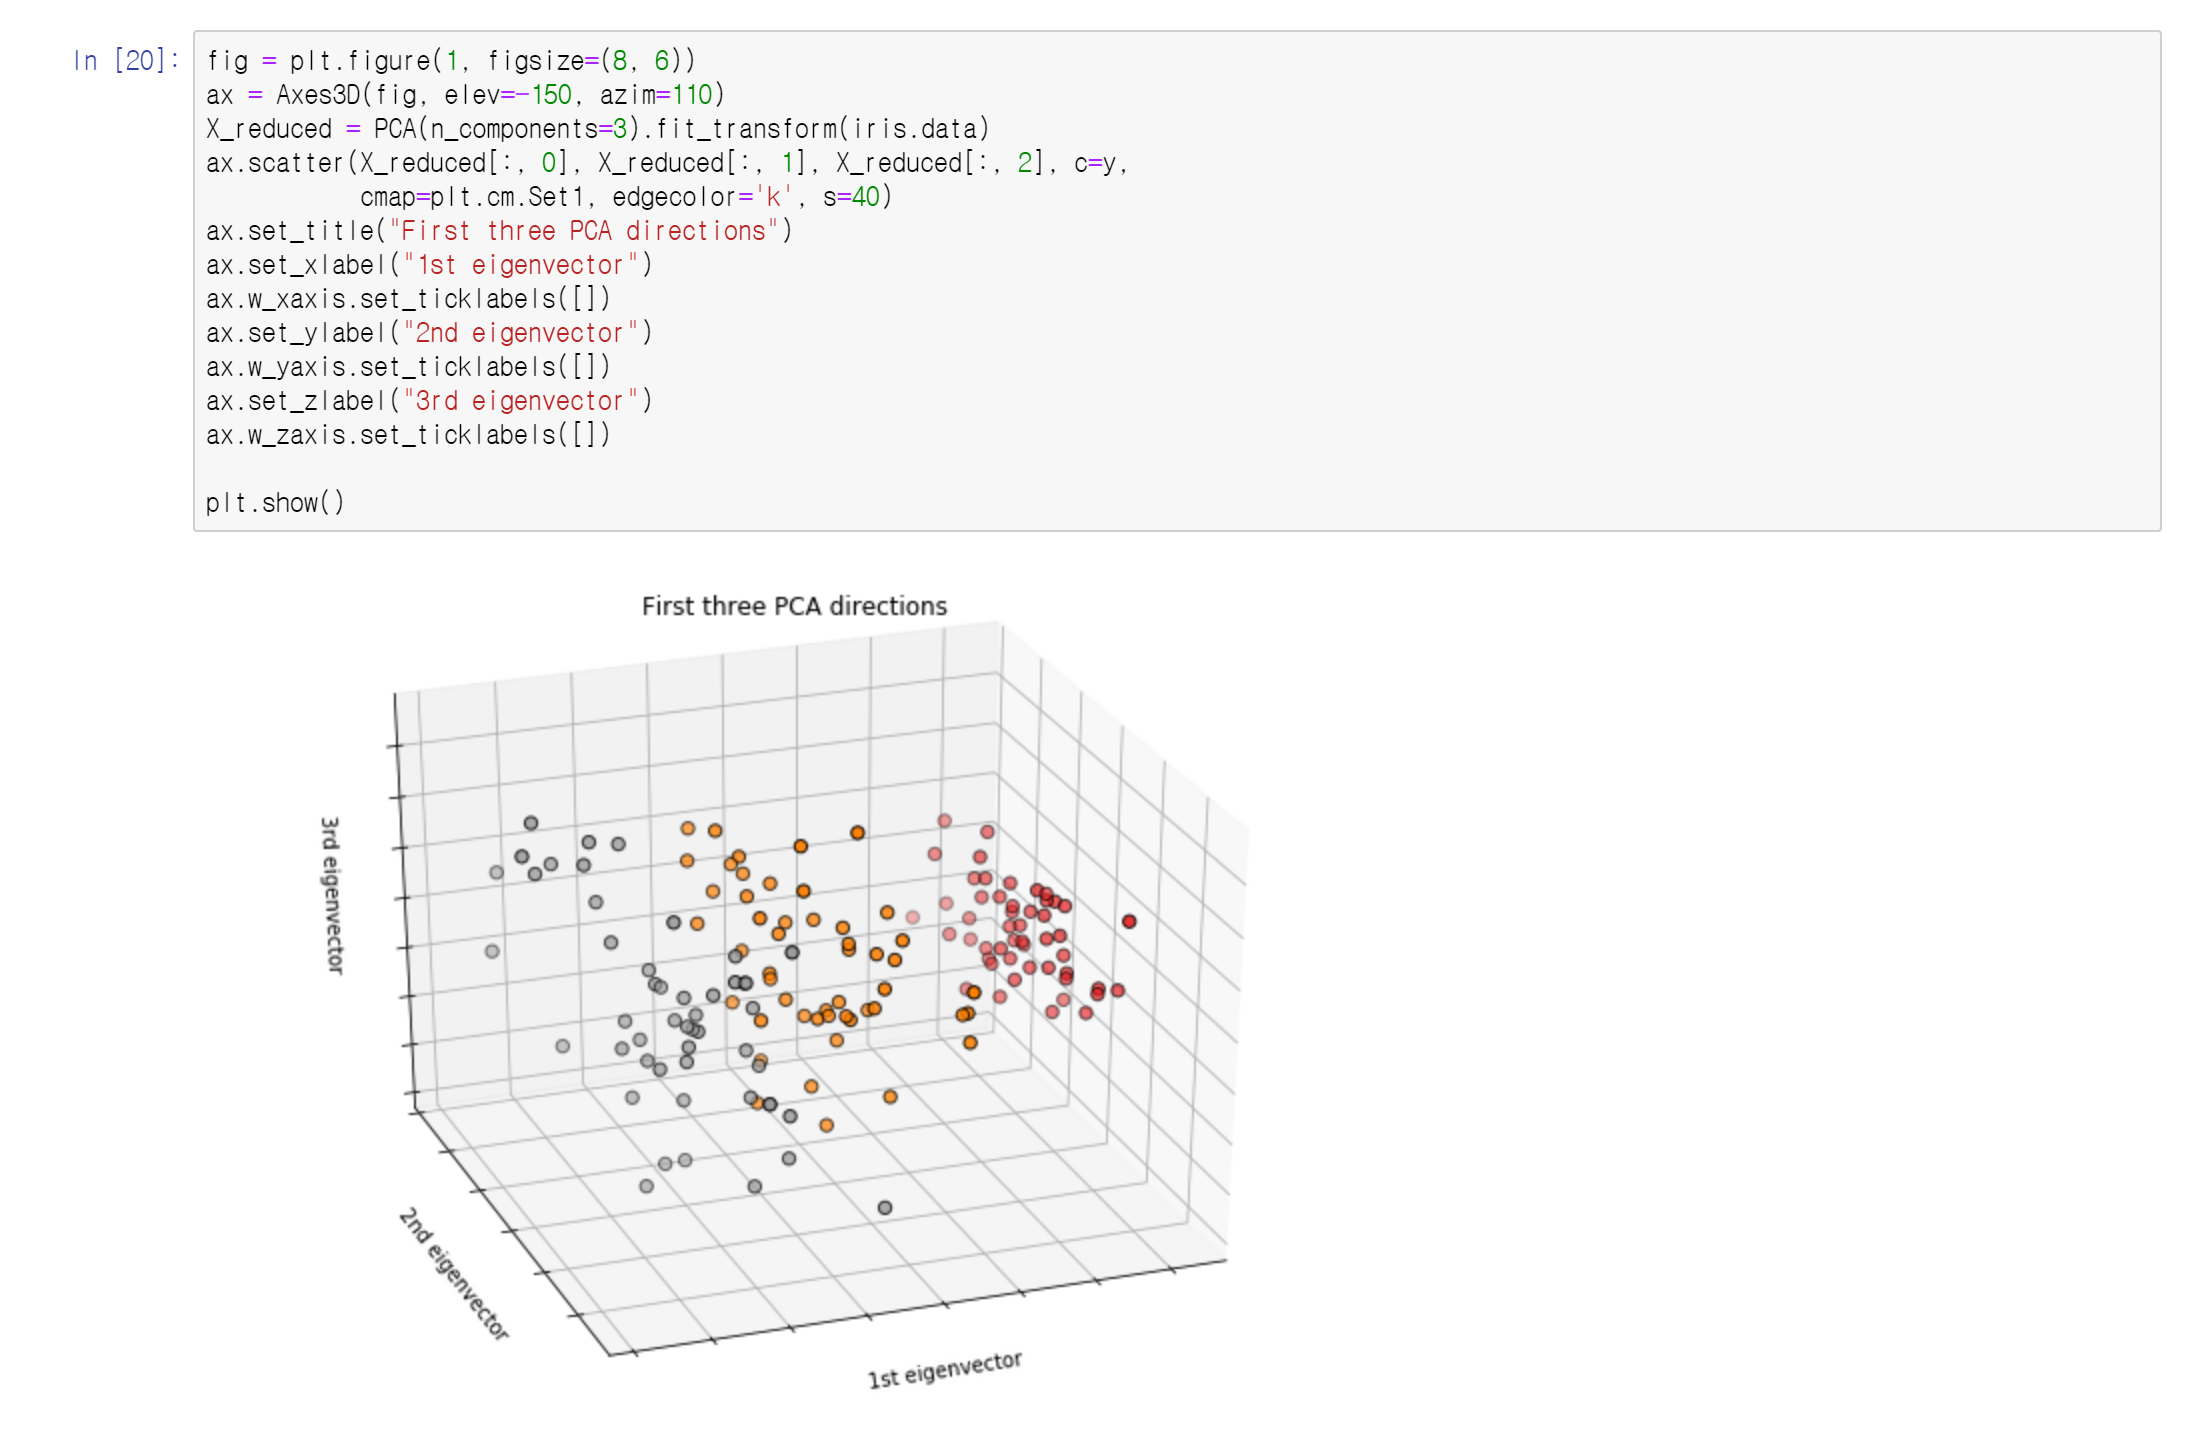 In [20]:
fig = plt.figure(1, figsize=(8, 6))
ax = Axes3D(fig, elev=-150, azim=110)
X_reduced = PCA(n_components=3).fit_transform(iris.data)
ax.scatter(X_reduced[:, 0], X_reduced[:, 1], X_reduced[:, 2], c=y,
           cmap=plt.cm.Set1, edgecolor='k', s=40)
ax.set_title("First three PCA directions")
ax.set_xlabel("1st eigenvector")
ax.w_xaxis.set_ticklabels([])
ax.set_ylabel("2nd eigenvector")
ax.w_yaxis.set_ticklabels([])
ax.set_zlabel("3rd eigenvector")
ax.w_zaxis.set_ticklabels([])
plt.show()
First three PCA directions
3rd eigenvector
2nd eigenvector
1st eigenvector